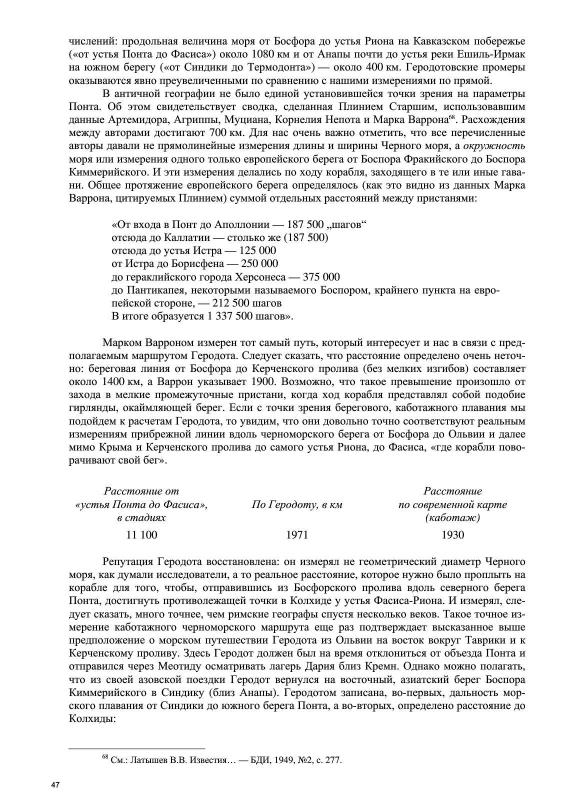 числений: продольная величина моря от Босфора до устья Риона на Кавказском побережье
(«от устья Понта до Фасиса») около 1080 км и от Анапы почти до устья реки Ешиль-Ирмак
на южном берегу («от Синдики до Термодонта») — около 400 км. Геродотовские промеры
оказываются явно преувеличенными по сравнению с нашими измерениями по прямой.
В античной географии не было единой установившейся точки зрения на параметры
Понта. Об этом свидетельствует сводка, сделанная Плинием Старшим, использовавшим
данные Артемидора, Агриппы, Муциана, Корнелия Непота и Марка Варрона⁶⁸. Расхождения
между авторами достигают 700 км. Для нас очень важно отметить, что все перечисленные
авторы давали не прямолинейные измерения длины и ширины Черного моря, а окружность
моря или измерения одного только европейского берега от Боспора Фракийского до Боспора
Киммерийского. И эти измерения делались по ходу корабля, заходящего в те или иные гава-
ни. Общее протяжение европейского берега определялось (как это видно из данных Марка
Варрона, цитируемых Плинием) суммой отдельных расстояний между пристанями:
«От входа в Понт до Аполлонии — 187 500 „шагов“
отсюда до Каллатии — столько же (187 500)
отсюда до устья Истра — 125 000
от Истра до Борисфена — 250 000
до гераклийского города Херсонеса — 375 000
до Пантикапея, некоторыми называемого Боспором, крайнего пункта на евро-
пейской стороне, — 212 500 шагов
В итоге образуется 1 337 500 шагов».
Марком Варроном измерен тот самый путь, который интересует и нас в связи с пред-
полагаемым маршрутом Геродота. Следует сказать, что расстояние определено очень неточ-
но: береговая линия от Босфора до Керченского пролива (без мелких изгибов) составляет
около 1400 км, а Варрон указывает 1900. Возможно, что такое превышение произошло от
захода в мелкие промежуточные пристани, когда ход корабля представлял собой подобие
гирлянды, окаймляющей берег. Если с точки зрения берегового, каботажного плавания мы
подойдем к расчетам Геродота, то увидим, что они довольно точно соответствуют реальным
измерениям прибрежной линии вдоль черноморского берега от Босфора до Ольвии и далее
мимо Крыма и Керченского пролива до самого устья Риона, до Фасиса, «где корабли пово-
рачивают свой бег».
Расстояние от
«устья Понта до Фасиса»,
в стадиях
По Геродоту, в км
Расстояние
по современной карте
(каботаж)
11 100 1971 1930
Репутация Геродота восстановлена: он измерял не геометрический диаметр Черного
моря, как думали исследователи, а то реальное расстояние, которое нужно было проплыть на
корабле для того, чтобы, отправившись из Босфорского пролива вдоль северного берега
Понта, достигнуть противолежащей точки в Колхиде у устья Фасиса-Риона. И измерял, сле-
дует сказать, много точнее, чем римские географы спустя несколько веков. Такое точное из-
мерение каботажного черноморского маршрута еще раз подтверждает высказанное выше
предположение о морском путешествии Геродота из Ольвии на восток вокруг Таврики и к
Керченскому проливу. Здесь Геродот должен был на время отклониться от объезда Понта и
отправился через Меотиду осматривать лагерь Дария близ Кремн. Однако можно полагать,
что из своей азовской поездки Геродот вернулся на восточный, азиатский берег Боспора
Киммерийского в Синдику (близ Анапы). Геродотом записана, во-первых, дальность мор-
ского плавания от Синдики до южного берега Понта, а во-вторых, определено расстояние до
Колхиды:
⁶⁸ См.: Латышев В.В. Известия… — БДИ, 1949, №2, с. 277.
47